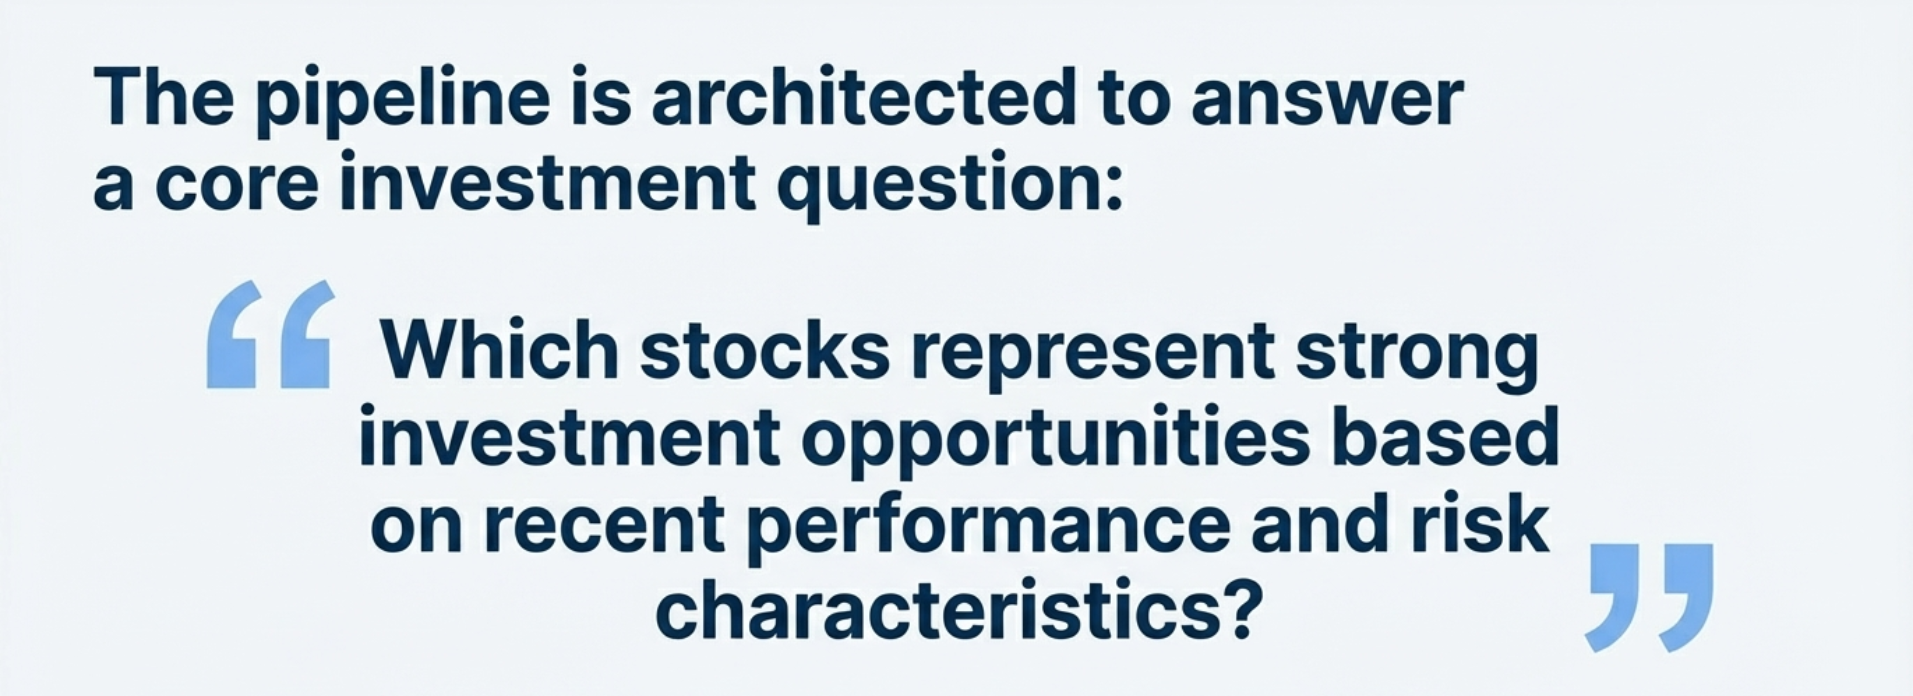 The pipeline is architected to answer
a core investment question:
“Which stocks represent strong
investment opportunities based
on recent performance and risk
characteristics?”